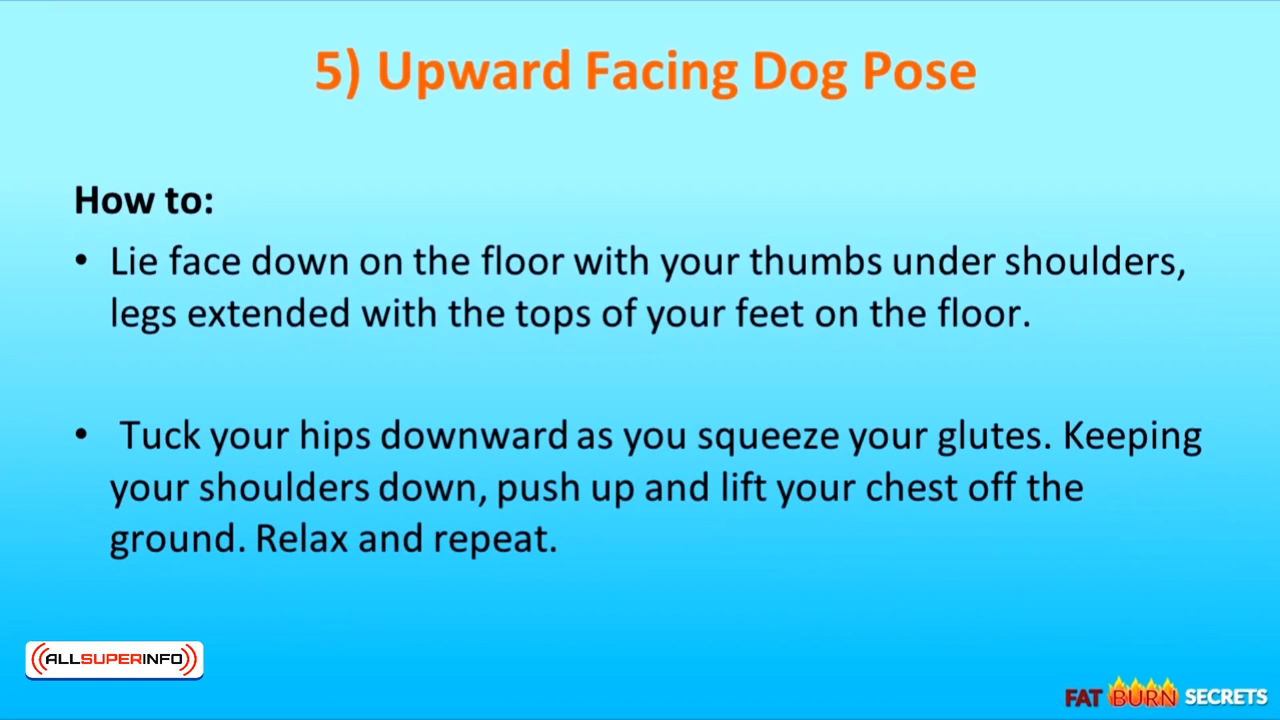 5) Upward Facing Dog Pose
How to:
• Lie face down on the floor with your thumbs under shoulders,
legs extended with the tops of your feet on the floor.
• Tuck your hips downward as you squeeze your glutes. Keeping
your shoulders down, push up and lift your chest off the
ground. Relax and repeat.
ALLSUPERINFO
FAT BURN SECRETS